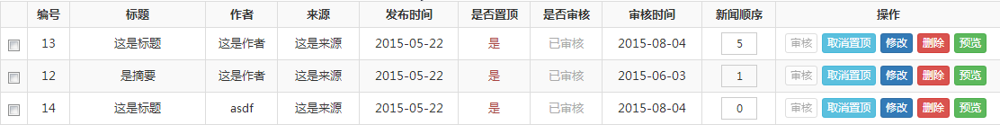 编号 标题 作者 来源 发布时间 是否置顶 是否审核 审核时间 新闻顺序 操作
13 这是标题 这是作者 这是来源 2015-05-22 是 已审核 2015-08-04 5 审核 取消置顶 修改 删除 预览
12 是摘要 这是作者 这是来源 2015-05-22 是 已审核 2015-06-03 1 审核 取消置顶 修改 删除 预览
14 这是标题 asdf 这是来源 2015-05-22 是 已审核 2015-08-04 0 审核 取消置顶 修改 删除 预览